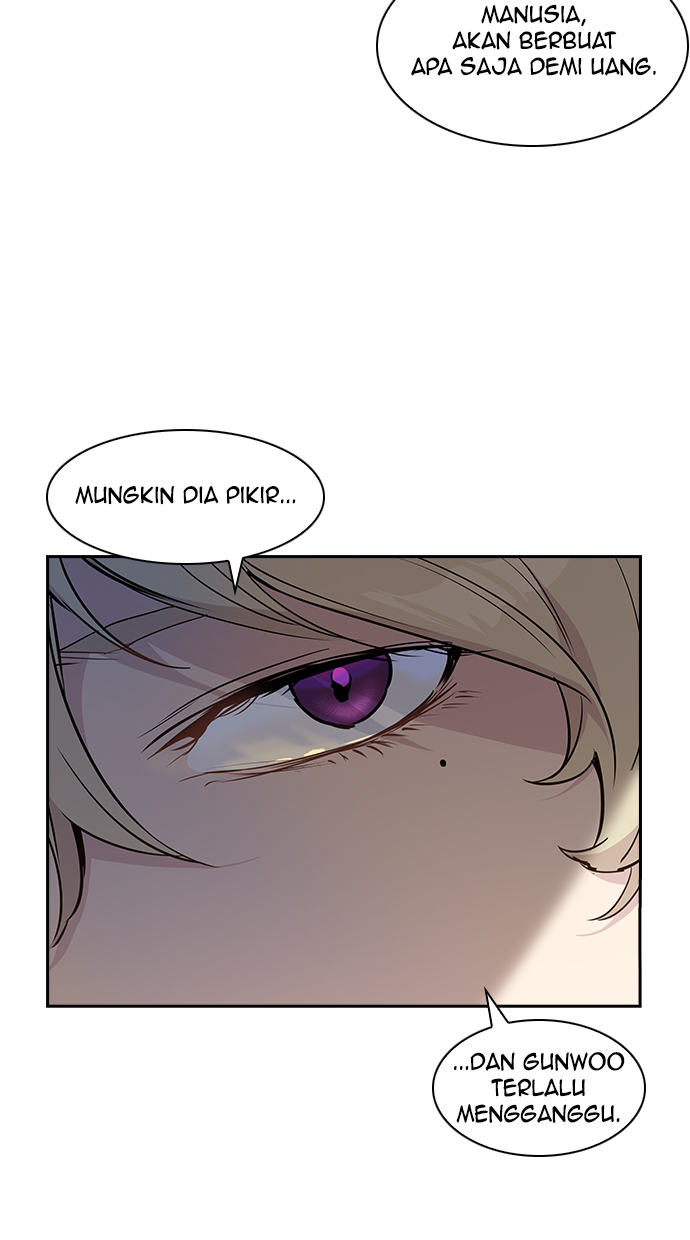 MANUSIA,
AKAN BERBUAT
APA SAJA DEMI UANG.
MUNGKIN DIA PIKIR...
...DAN GUNWOO
TERLALU
MENGGANGGU.